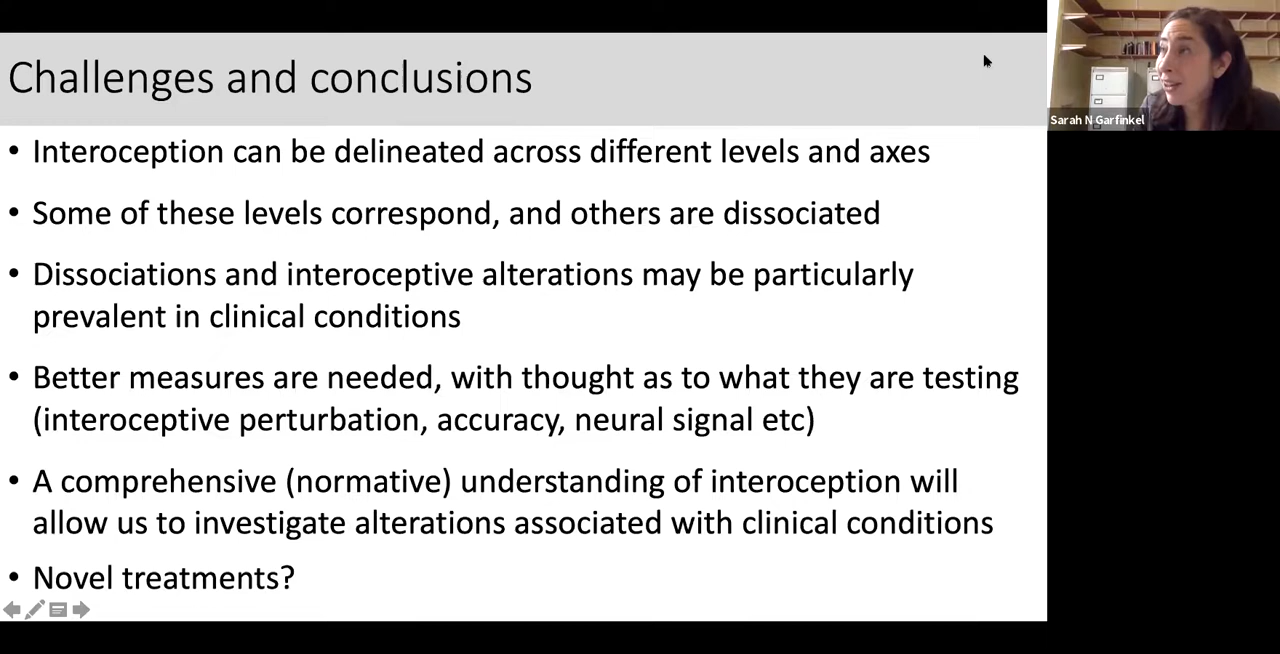 Challenges and conclusions
Sarah N Garfinkel
• Interoception can be delineated across different levels and axes
• Some of these levels correspond, and others are dissociated
• Dissociations and interoceptive alterations may be particularly
prevalent in clinical conditions
• Better measures are needed, with thought as to what they are testing
(interoceptive perturbation, accuracy, neural signal etc)
• A comprehensive (normative) understanding of interoception will
allow us to investigate alterations associated with clinical conditions
• Novel treatments?